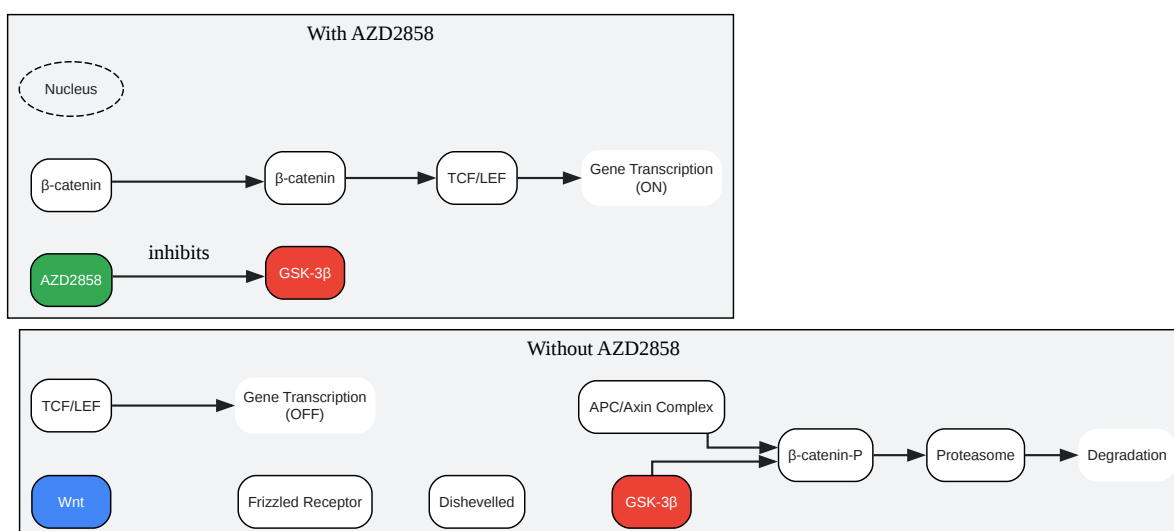 With AZD2858
Nucleus
β-catenin
β-catenin
TCF/LEF
Gene Transcription
(ON)
inhibits
AZD2858
GSK-3β
Without AZD2858
TCF/LEF
Gene Transcription
(OFF)
APC/Axin Complex
β-catenin-P
Proteasome
Degradation
Wnt
Frizzled Receptor
Dishevelled
GSK-3β